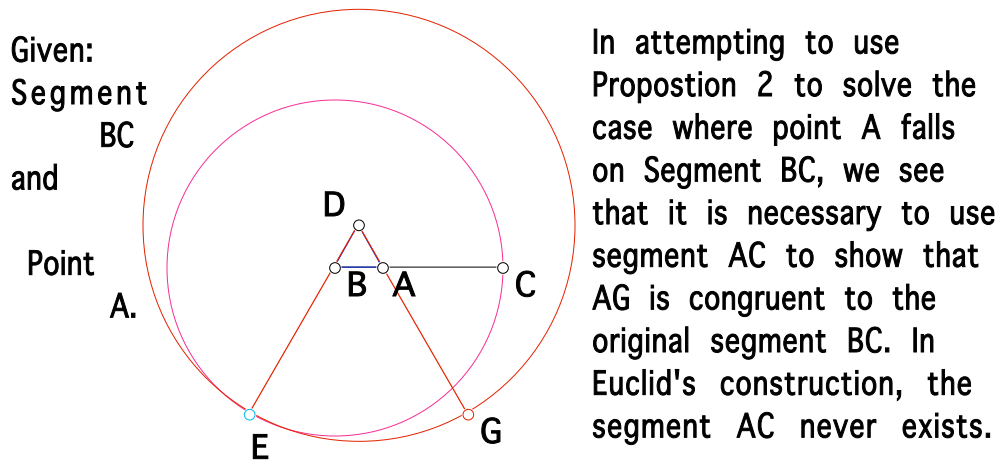 Given:
Segment
BC
and
Point
A.
D
B
A
C
E
G
In attempting to use
Propostion 2 to solve the
case where point A falls
on Segment BC, we see
that it is necessary to use
segment AC to show that
AG is congruent to the
original segment BC. In
Euclid's construction, the
segment AC never exists.